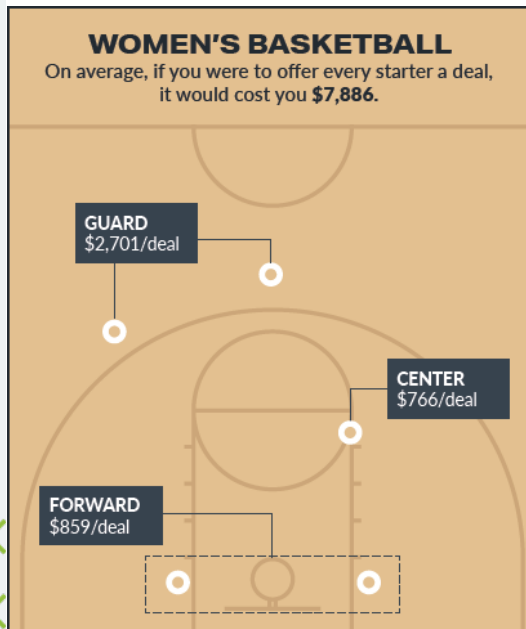 WOMEN'S BASKETBALL
On average, if you were to offer every starter a deal,
it would cost you $7,886.
GUARD
$2,701/deal
CENTER
$766/deal
FORWARD
$859/deal